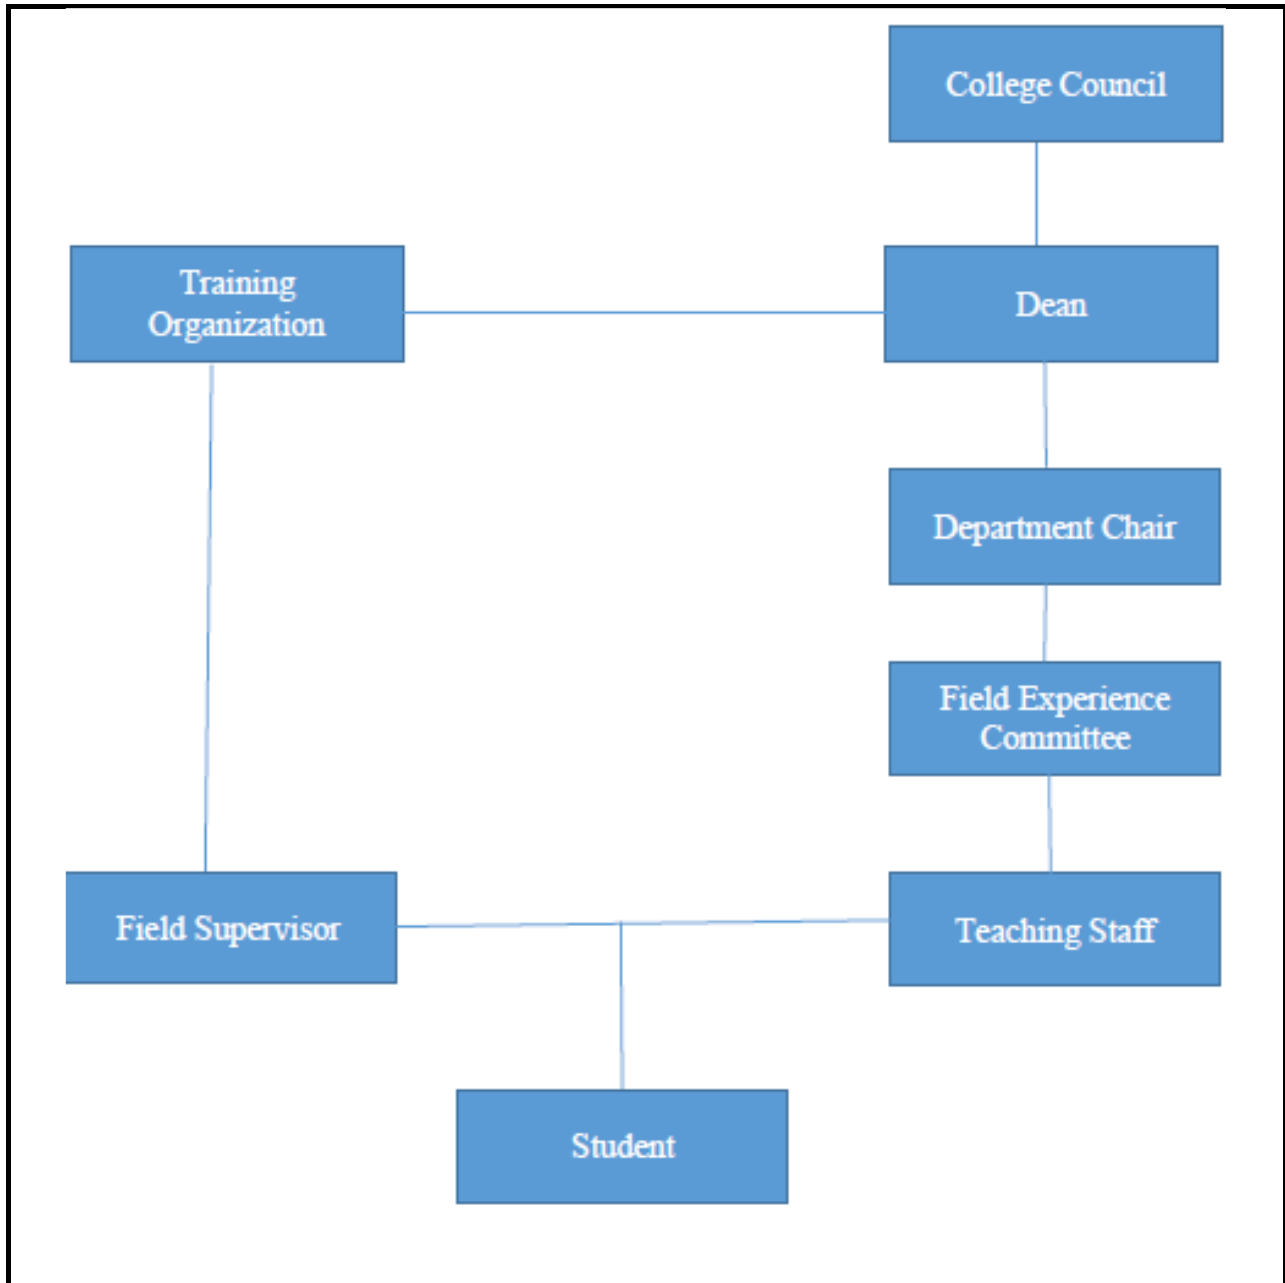 College Council
Training
Organization
Dean
Department Chair
Field Experience
Committee
Field Supervisor
Teaching Staff
Student